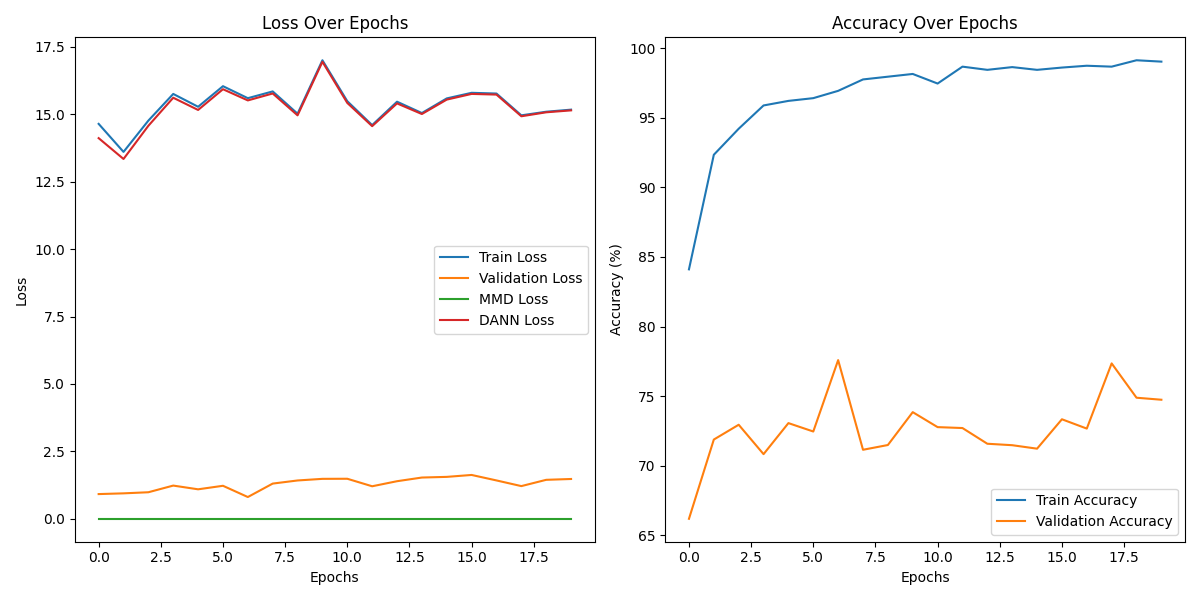 Loss Over Epochs
Loss
17.5
15.0
12.5
10.0
7.5
5.0
2.5
0.0
Train Loss
Validation Loss
MMD Loss
DANN Loss
0.0 2.5 5.0 7.5 10.0 12.5 15.0 17.5
Epochs
Accuracy Over Epochs
Accuracy (%)
100
95
90
85
80
75
70
65
Train Accuracy
Validation Accuracy
0.0 2.5 5.0 7.5 10.0 12.5 15.0 17.5
Epochs